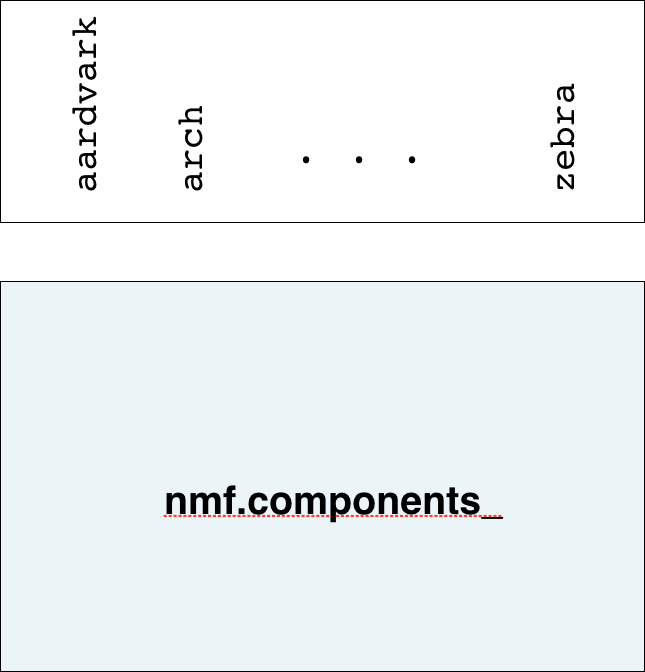 aardvark
arch
. . .
zebra
nmf.components_